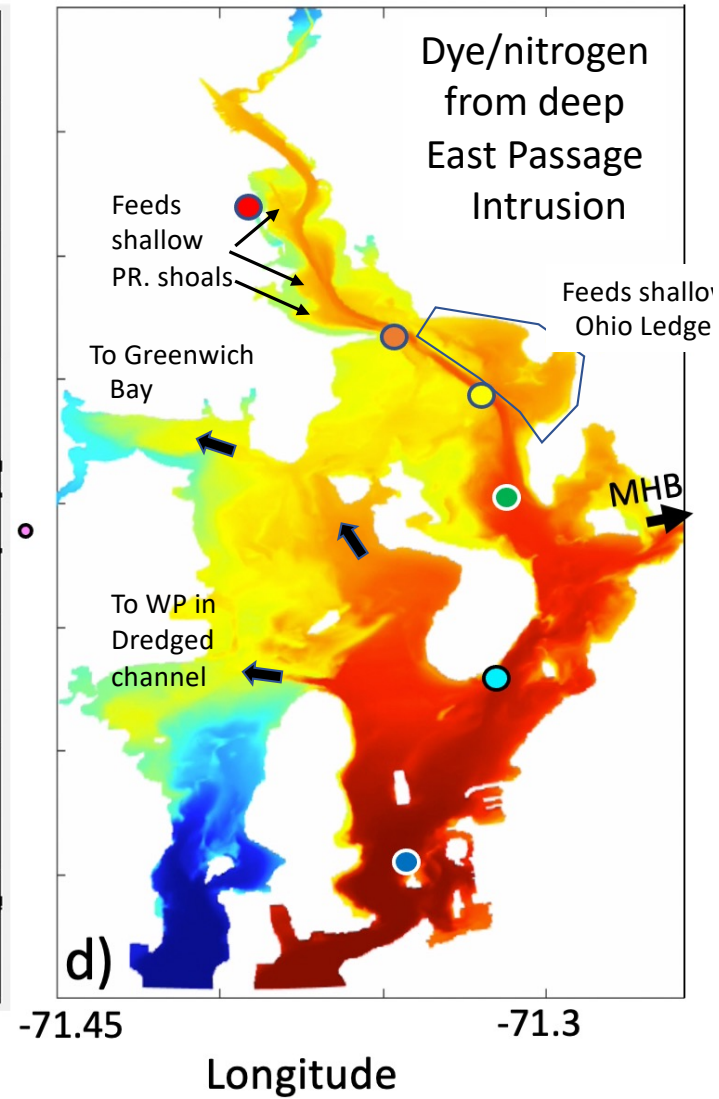 Dye/nitrogen
from deep
East Passage
Intrusion
Feeds
shallow
PR. shoals
Feeds shallow
Ohio Ledge
To Greenwich
Bay
MHB
To WP in
Dredged
channel
d)
-71.45
-71.3
Longitude